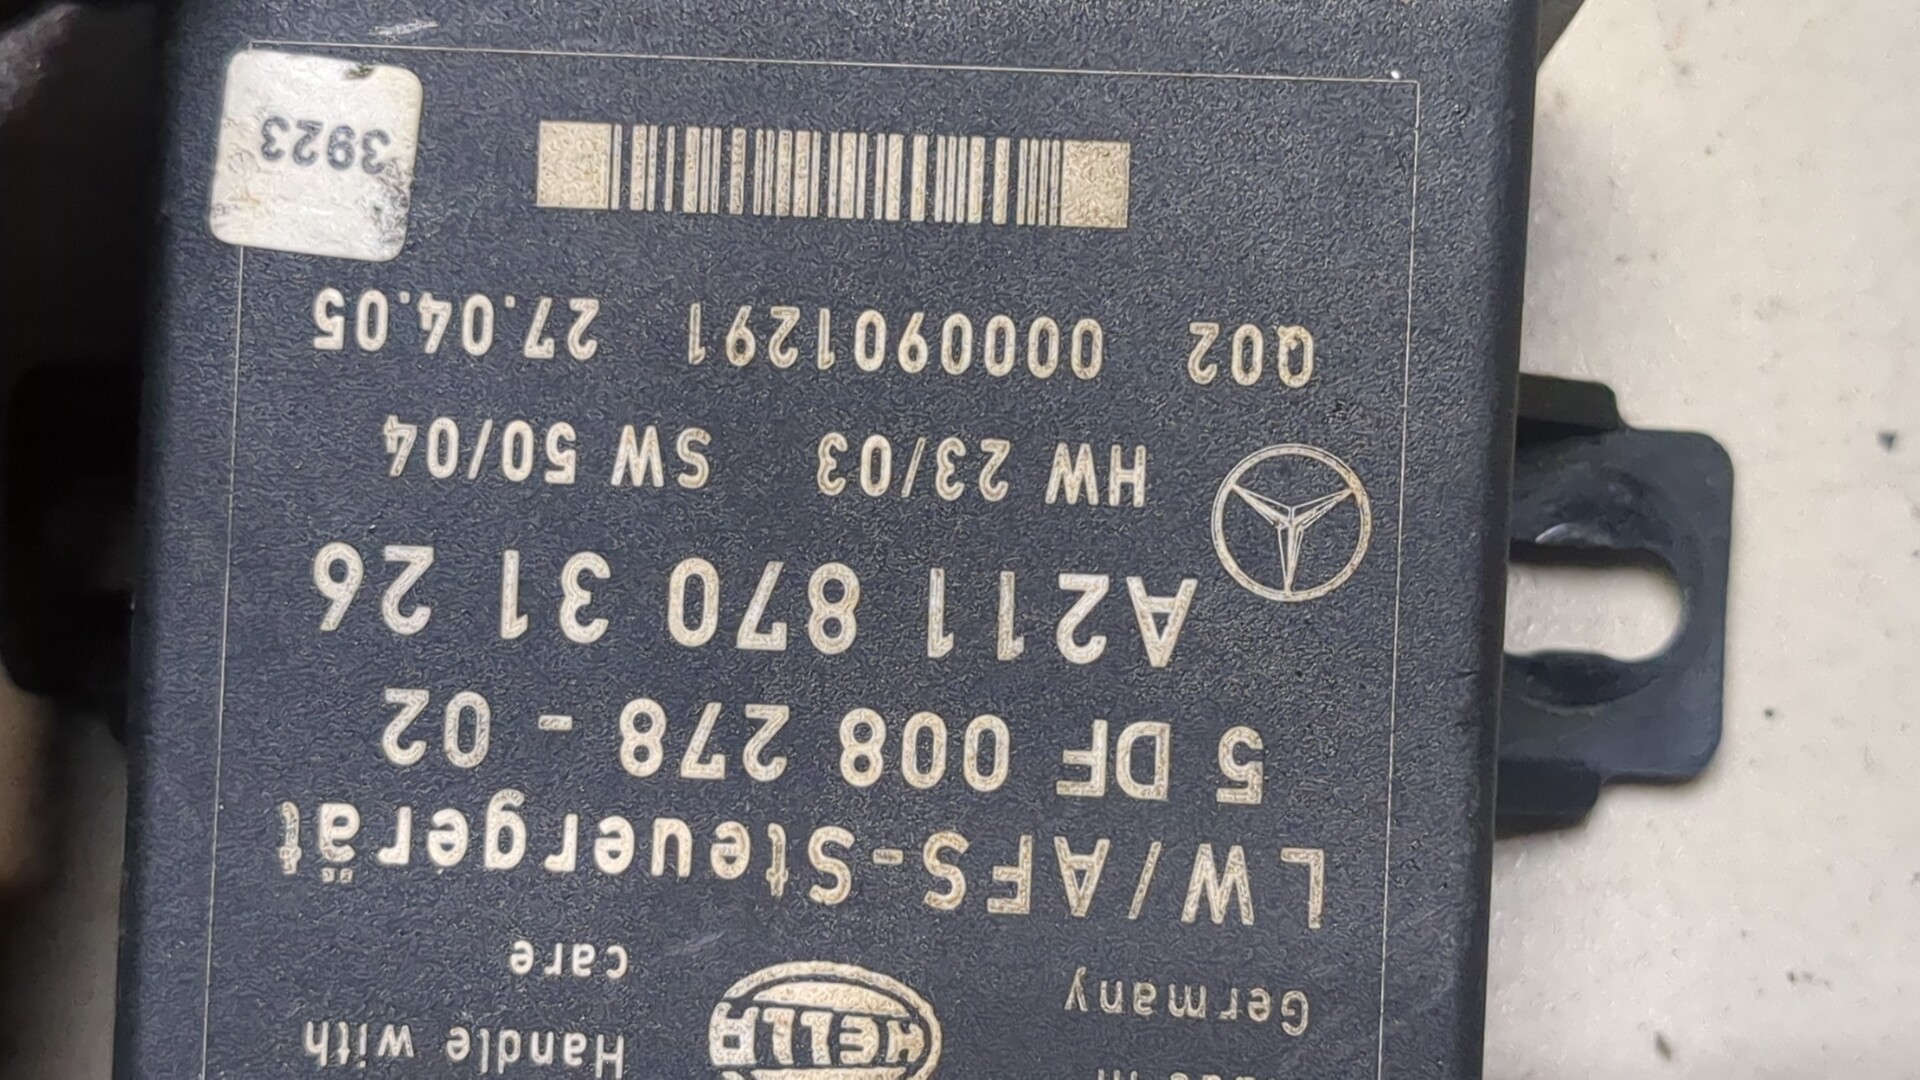 Handle with
care
HELLA
Germany
LW/AFS-Steuergerät
5 DF 008 278 - 02
A211 870 31 26
HW 23/03 SW 50/04
Q02 0000901291 27.04.05
3923